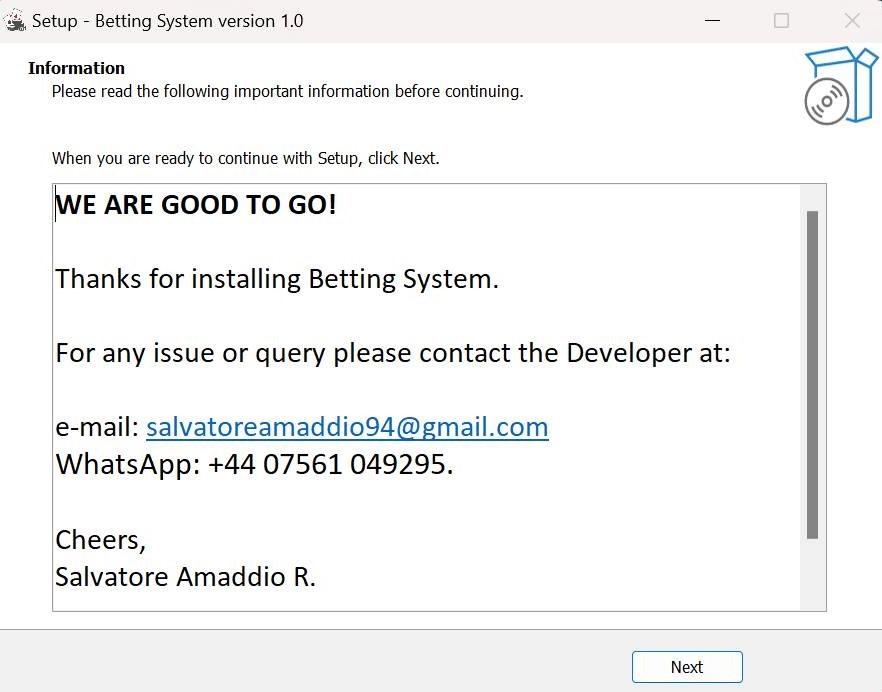 Setup - Betting System version 1.0
Information
Please read the following important information before continuing.
When you are ready to continue with Setup, click Next.
WE ARE GOOD TO GO!
Thanks for installing Betting System.
For any issue or query please contact the Developer at:
e-mail: salvatoreamaddio94@gmail.com
WhatsApp: +44 07561 049295.
Cheers,
Salvatore Amaddio R.
Next